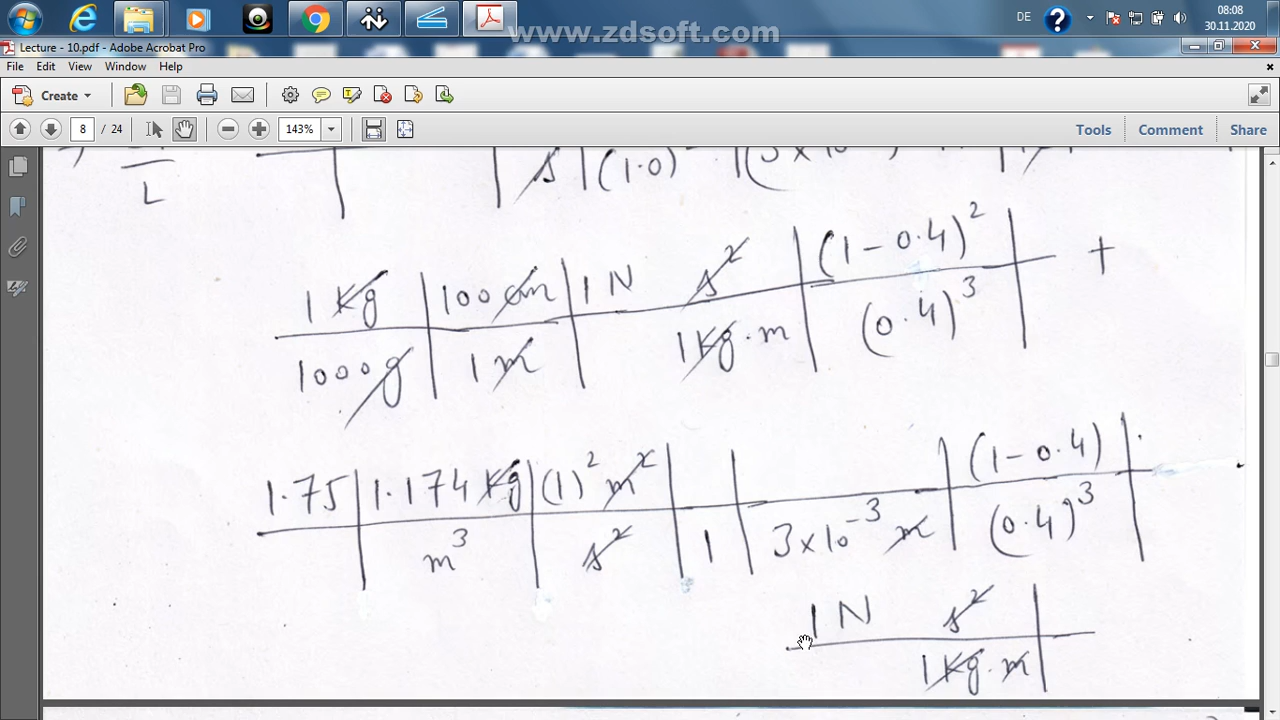 DE
08:08
30.11.2020
www.zdsoft.com
Lecture - 10.pdf - Adobe Acrobat Pro
File Edit View Window Help
Create
8 / 24
143%
Tools Comment Share
L
(1.0)
1 Kg | 100 cm | 1 N s² | (1 - 0.4)² | +
1000 g | 1 m | 1 Kg . m | (0.4)³
1.75 | 1.174 Kg | (1)² m² | | | (1 - 0.4)
m³ | s² | 1 | 3 x 10⁻³ m | (0.4)³
1 N s²
1 Kg . m